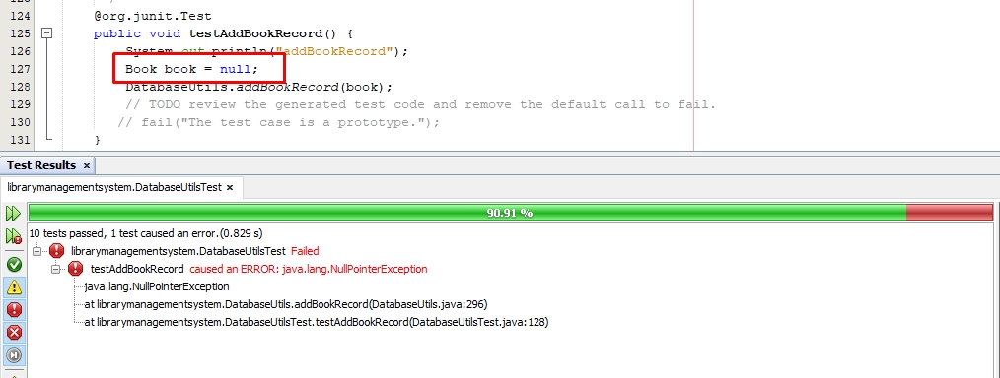 124 @org.junit.Test
125 public void testAddBookRecord() {
126 System.out.println("addBookRecord");
127 Book book = null;
128 DatabaseUtils.addBookRecord(book);
129 // TODO review the generated test code and remove the default call to fail.
130 // fail("The test case is a prototype.");
131 }
Test Results ×
librarymanagementsystem.DatabaseUtilsTest ×
90.91 %
10 tests passed, 1 test caused an error.(0.829 s)
librarymanagementsystem.DatabaseUtilsTest Failed
testAddBookRecord caused an ERROR: java.lang.NullPointerException
java.lang.NullPointerException
at librarymanagementsystem.DatabaseUtils.addBookRecord(DatabaseUtils.java:296)
at librarymanagementsystem.DatabaseUtilsTest.testAddBookRecord(DatabaseUtilsTest.java:128)